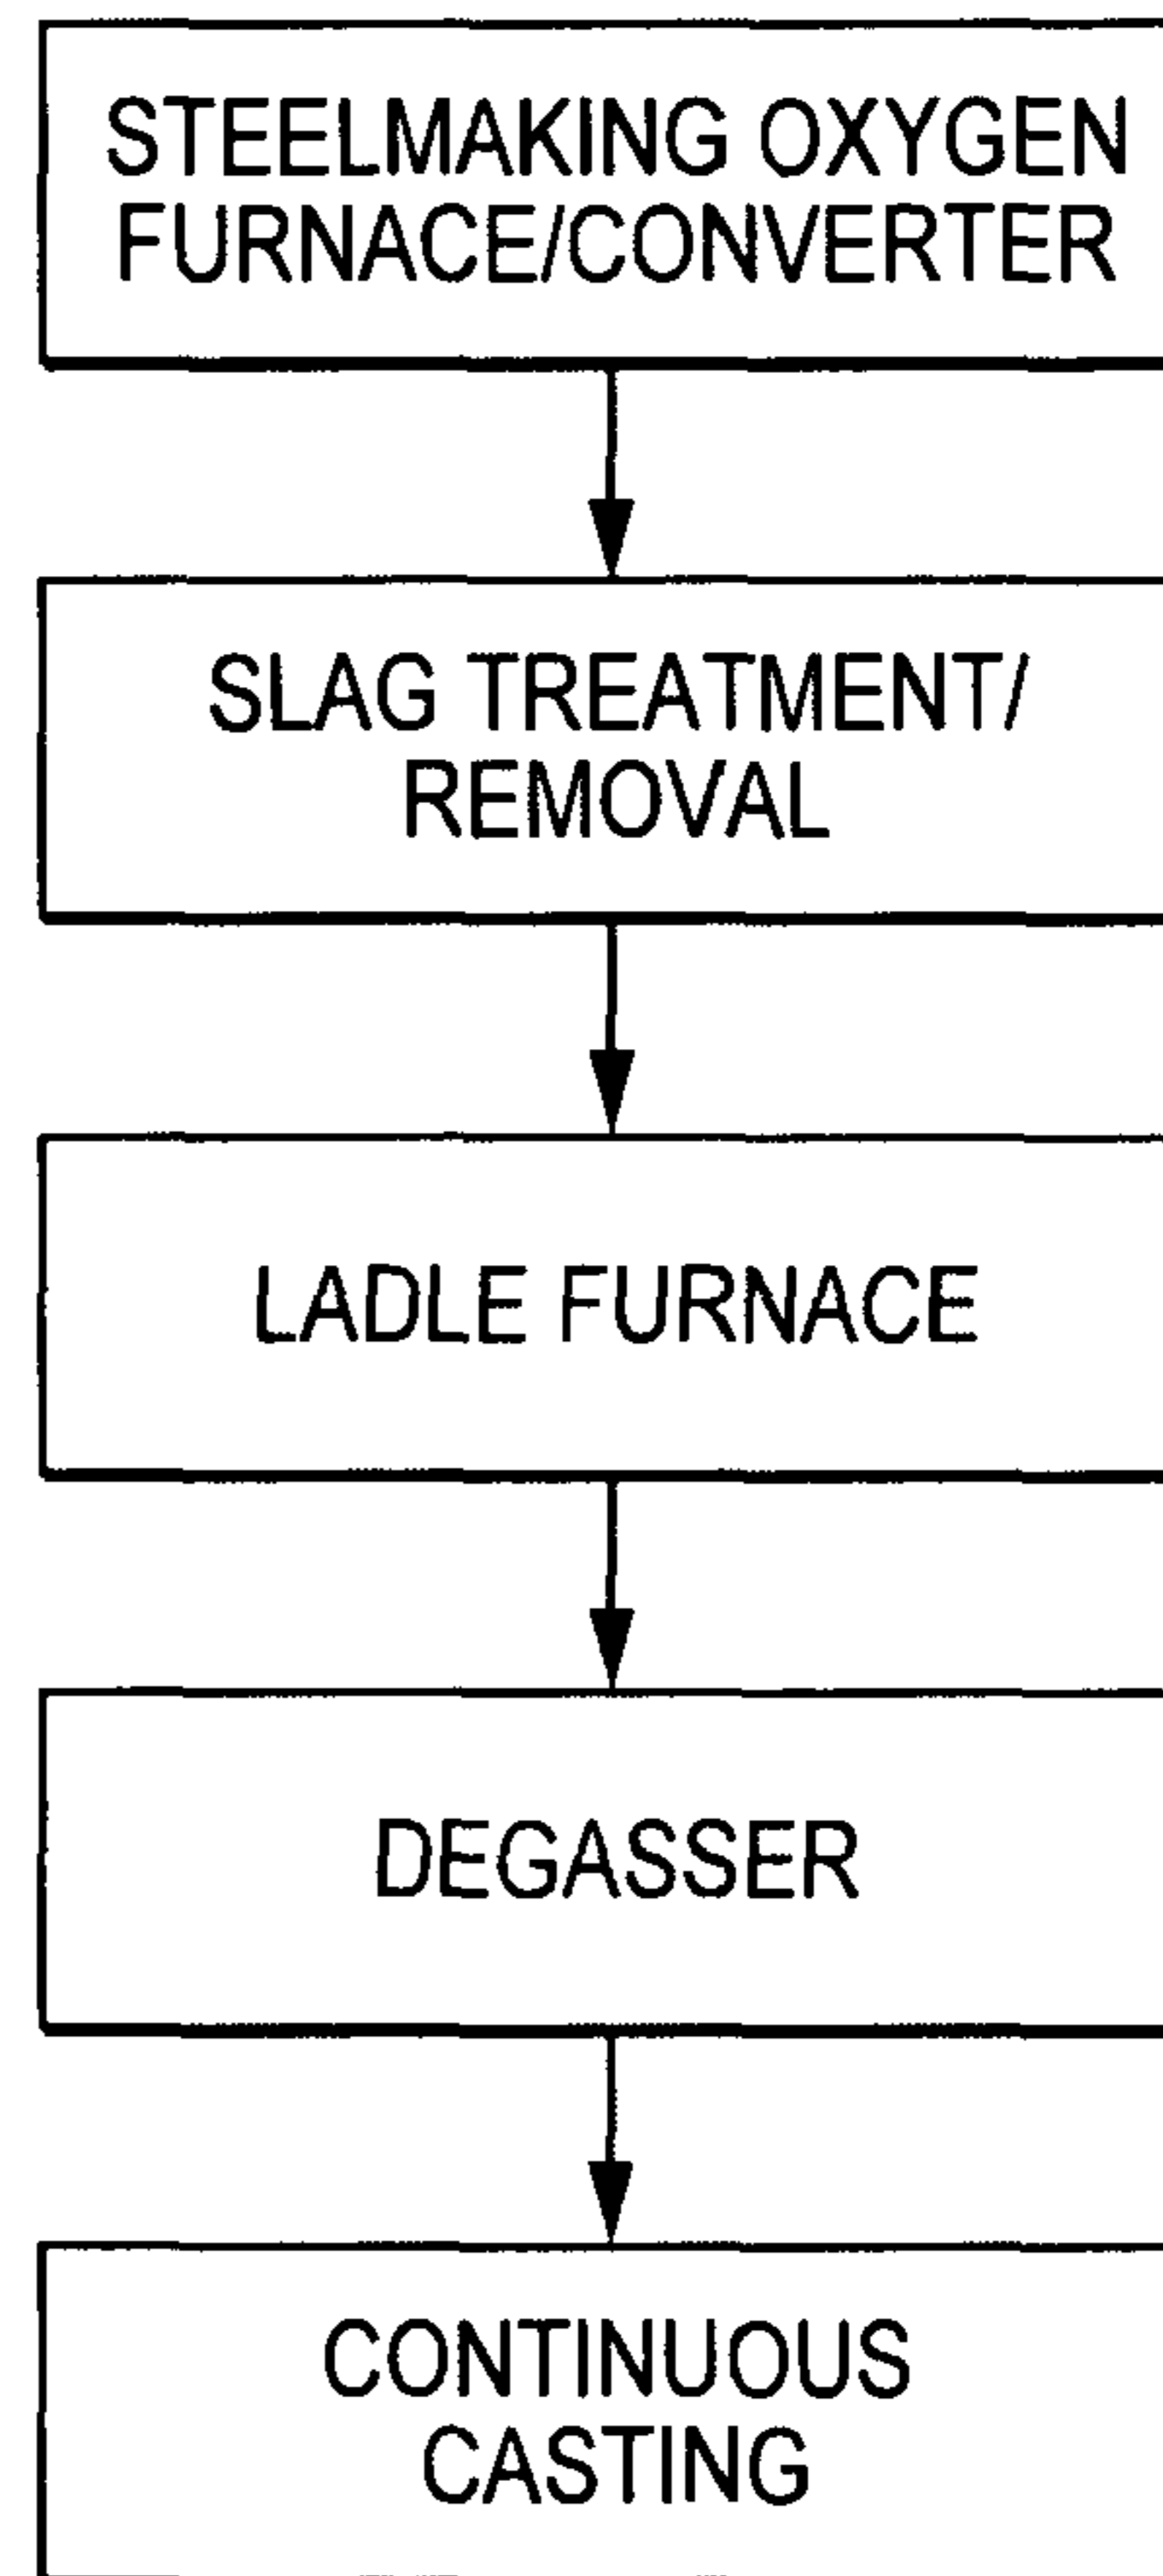 STEELMAKING OXYGEN
FURNACE/CONVERTER
SLAG TREATMENT/
REMOVAL
LADLE FURNACE
DEGASSER
CONTINUOUS
CASTING